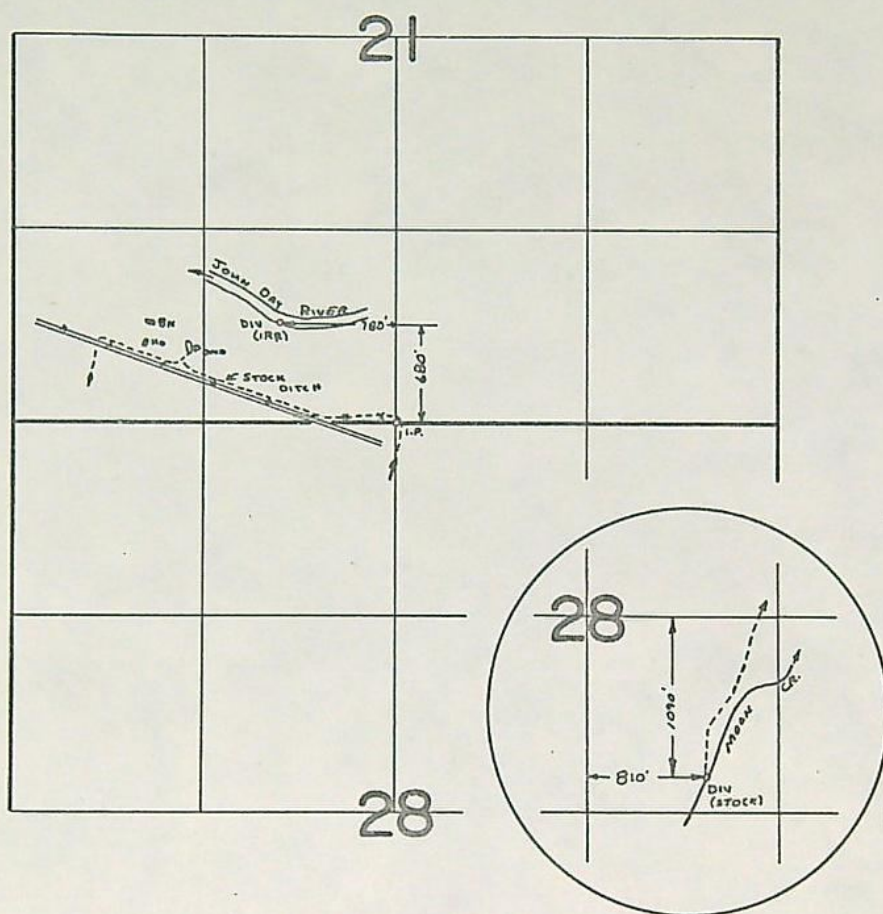 21
JOHN DAY
RIVER
780'
DIV
(IRR)
680'
STOCK
DITCH
I.P.
28
1090'
MOON
CR.
810'
DIV
(STOCK)
28